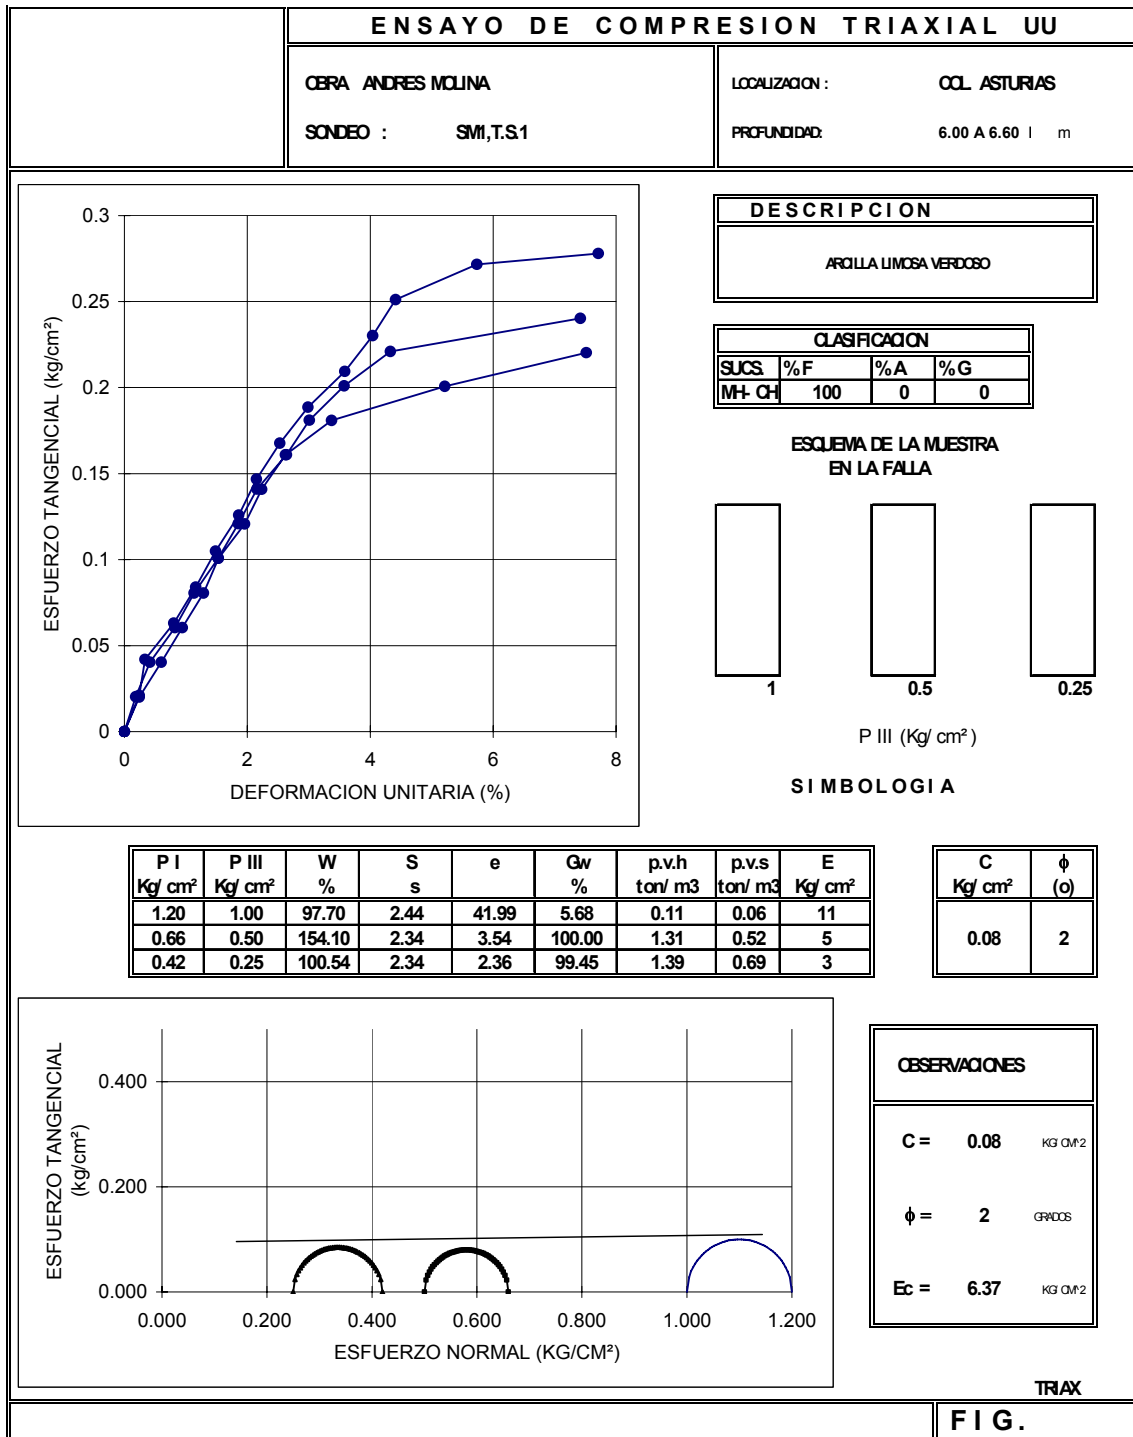 ENSAYO DE COMPRESION TRIAXIAL UU
OBRA ANDRES MOLINA
LOCALIZACION : COL. ASTURIAS
SONDEO : SM1,T.S.1
PROFUNDIDAD: 6.00 A 6.60 l m
0.3
0.25
0.2
0.15
0.1
0.05
0
0 2 4 6 8
ESFUERZO TANGENCIAL (kg/cm²)
DEFORMACION UNITARIA (%)
DESCRIPCION
ARCILLA LIMOSA VERDOSO
CLASIFICACION
SUCS. %F %A %G
MH-CH 100 0 0
ESQUEMA DE LA MUESTRA
EN LA FALLA
1 0.5 0.25
P III (Kg/cm²)
SIMBOLOGIA
P I P III W S e Gw p.v.h p.v.s E
Kg/cm² Kg/cm² % s % ton/m3 ton/m3 Kg/cm²
1.20 1.00 97.70 2.44 41.99 5.68 0.11 0.06 11
0.66 0.50 154.10 2.34 3.54 100.00 1.31 0.52 5
0.42 0.25 100.54 2.34 2.36 99.45 1.39 0.69 3
C ϕ
Kg/cm² (o)
0.08 2
0.400
0.200
0.000
0.000 0.200 0.400 0.600 0.800 1.000 1.200
ESFUERZO TANGENCIAL
(kg/cm²)
ESFUERZO NORMAL (KG/CM²)
OBSERVACIONES
C = 0.08 KG/CM^2
ϕ = 2 GRADOS
Ec = 6.37 KG/CM^2
TRIAX
FIG.